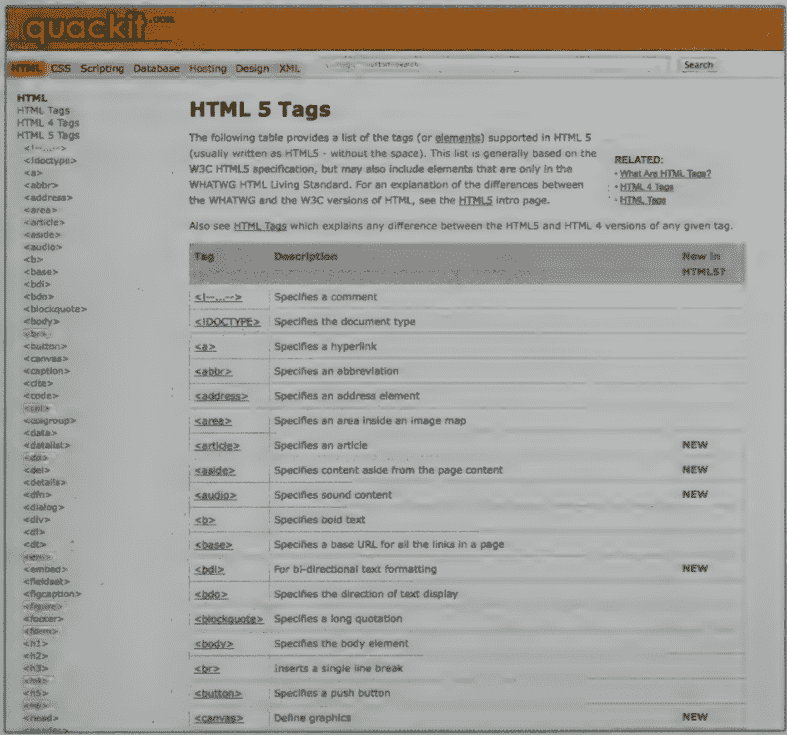 quackit.com
HTML CSS Scripting Database Hosting Design XML Search
HTML
HTML Tags
HTML 4 Tags
HTML 5 Tags
<!--...-->
<!doctype>
<a>
<abbr>
<address>
<area>
<article>
<aside>
<audio>
<b>
<base>
<bdi>
<bdo>
<blockquote>
<body>
<br>
<button>
<canvas>
<caption>
<cite>
<code>
<col>
<colgroup>
<data>
<datalist>
<dd>
<del>
<details>
<dfn>
<dialog>
<div>
<dl>
<dt>
<em>
<embed>
<fieldset>
<figcaption>
<figure>
<footer>
<form>
<h1>
<h2>
<h3>
<h5>
<head>
HTML 5 Tags
The following table provides a list of the tags (or elements) supported in HTML 5
(usually written as HTML5 - without the space). This list is generally based on the
W3C HTML5 specification, but may also include elements that are only in the
WHATWG HTML Living Standard. For an explanation of the differences between
the WHATWG and the W3C versions of HTML, see the HTML5 intro page.
RELATED:
• What Are HTML Tags?
• HTML 4 Tags
• HTML Tags
Also see HTML Tags which explains any difference between the HTML5 and HTML 4 versions of any given tag.
Tag Description New in
HTML5?
<!--...--> Specifies a comment
<!DOCTYPE> Specifies the document type
<a> Specifies a hyperlink
<abbr> Specifies an abbreviation
<address> Specifies an address element
<area> Specifies an area inside an image map
<article> Specifies an article NEW
<aside> Specifies content aside from the page content NEW
<audio> Specifies sound content NEW
<b> Specifies bold text
<base> Specifies a base URL for all the links in a page
<bdi> For bi-directional text formatting NEW
<bdo> Specifies the direction of text display
<blockquote> Specifies a long quotation
<body> Specifies the body element
<br> Inserts a single line break
<button> Specifies a push button
<canvas> Define graphics NEW